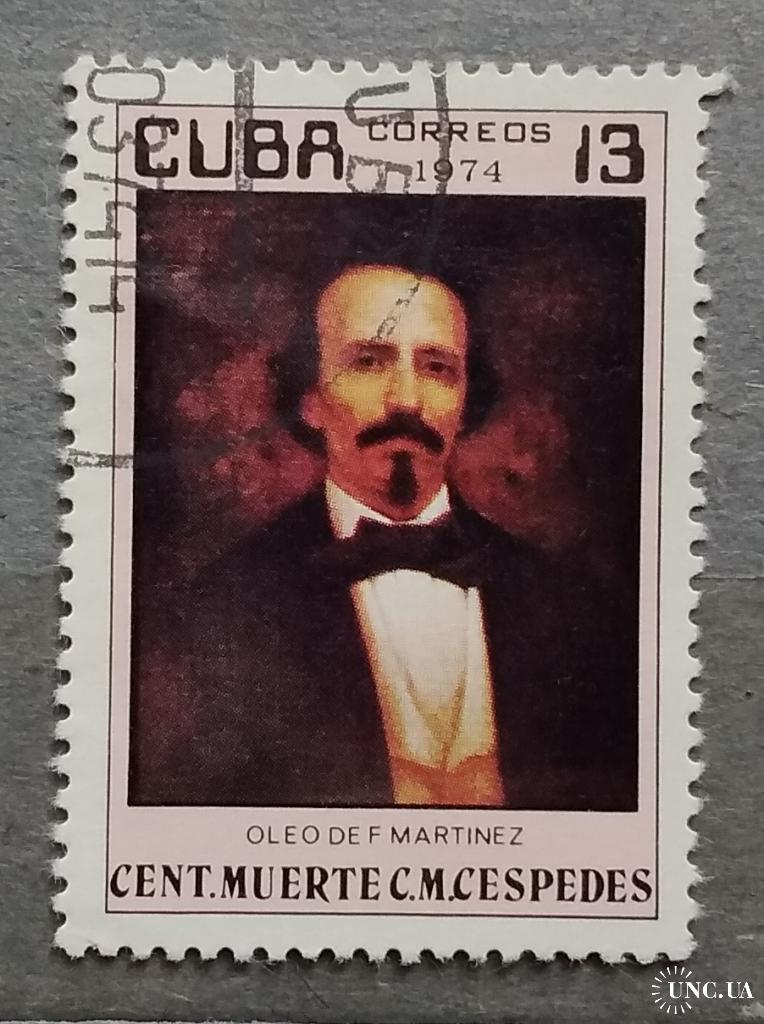 CUBA CORREOS 13
1974
OLEO DE F MARTINEZ
CENT. MUERTE C.M.CESPEDES
UNC.UA